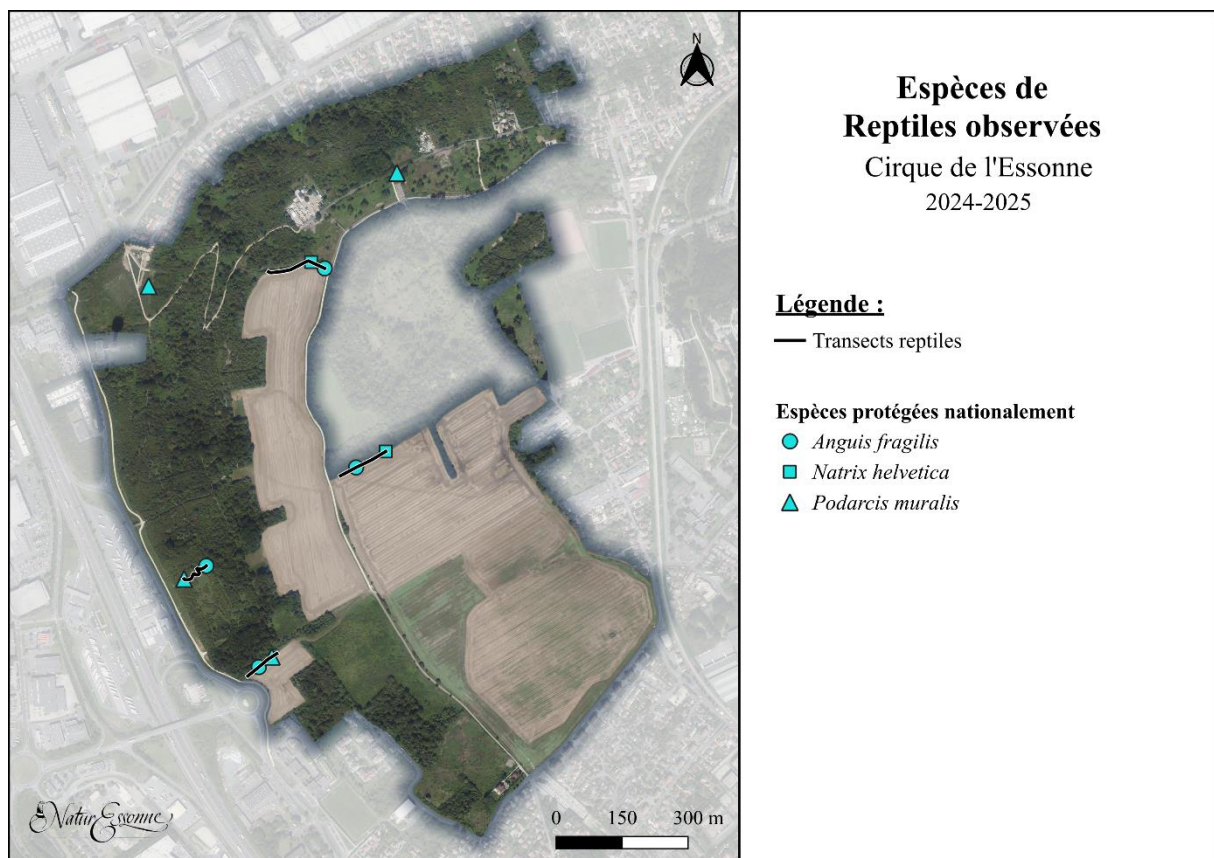 N
Espèces de
Reptiles observées
Cirque de l'Essonne
2024-2025
Légende :
Transects reptiles
Espèces protégées nationalement
Anguis fragilis
Natrix helvetica
Podarcis muralis
NaturEssonne
0 150 300 m